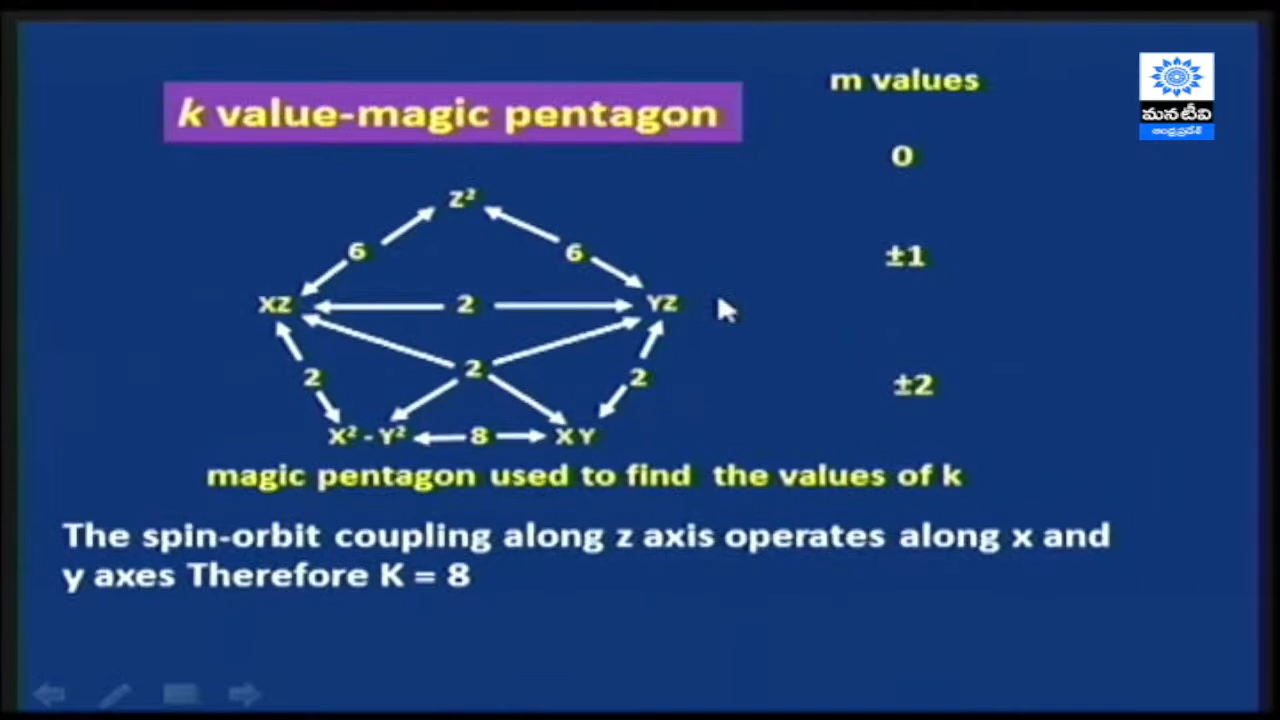 k value-magic pentagon
m values
మనటీవి
ఆంధ్రప్రదేశ్
0
Z²
6 6
±1
XZ 2 YZ
2 2 2
±2
X² - Y² 8 X Y
magic pentagon used to find the values of k
The spin-orbit coupling along z axis operates along x and
y axes Therefore K = 8